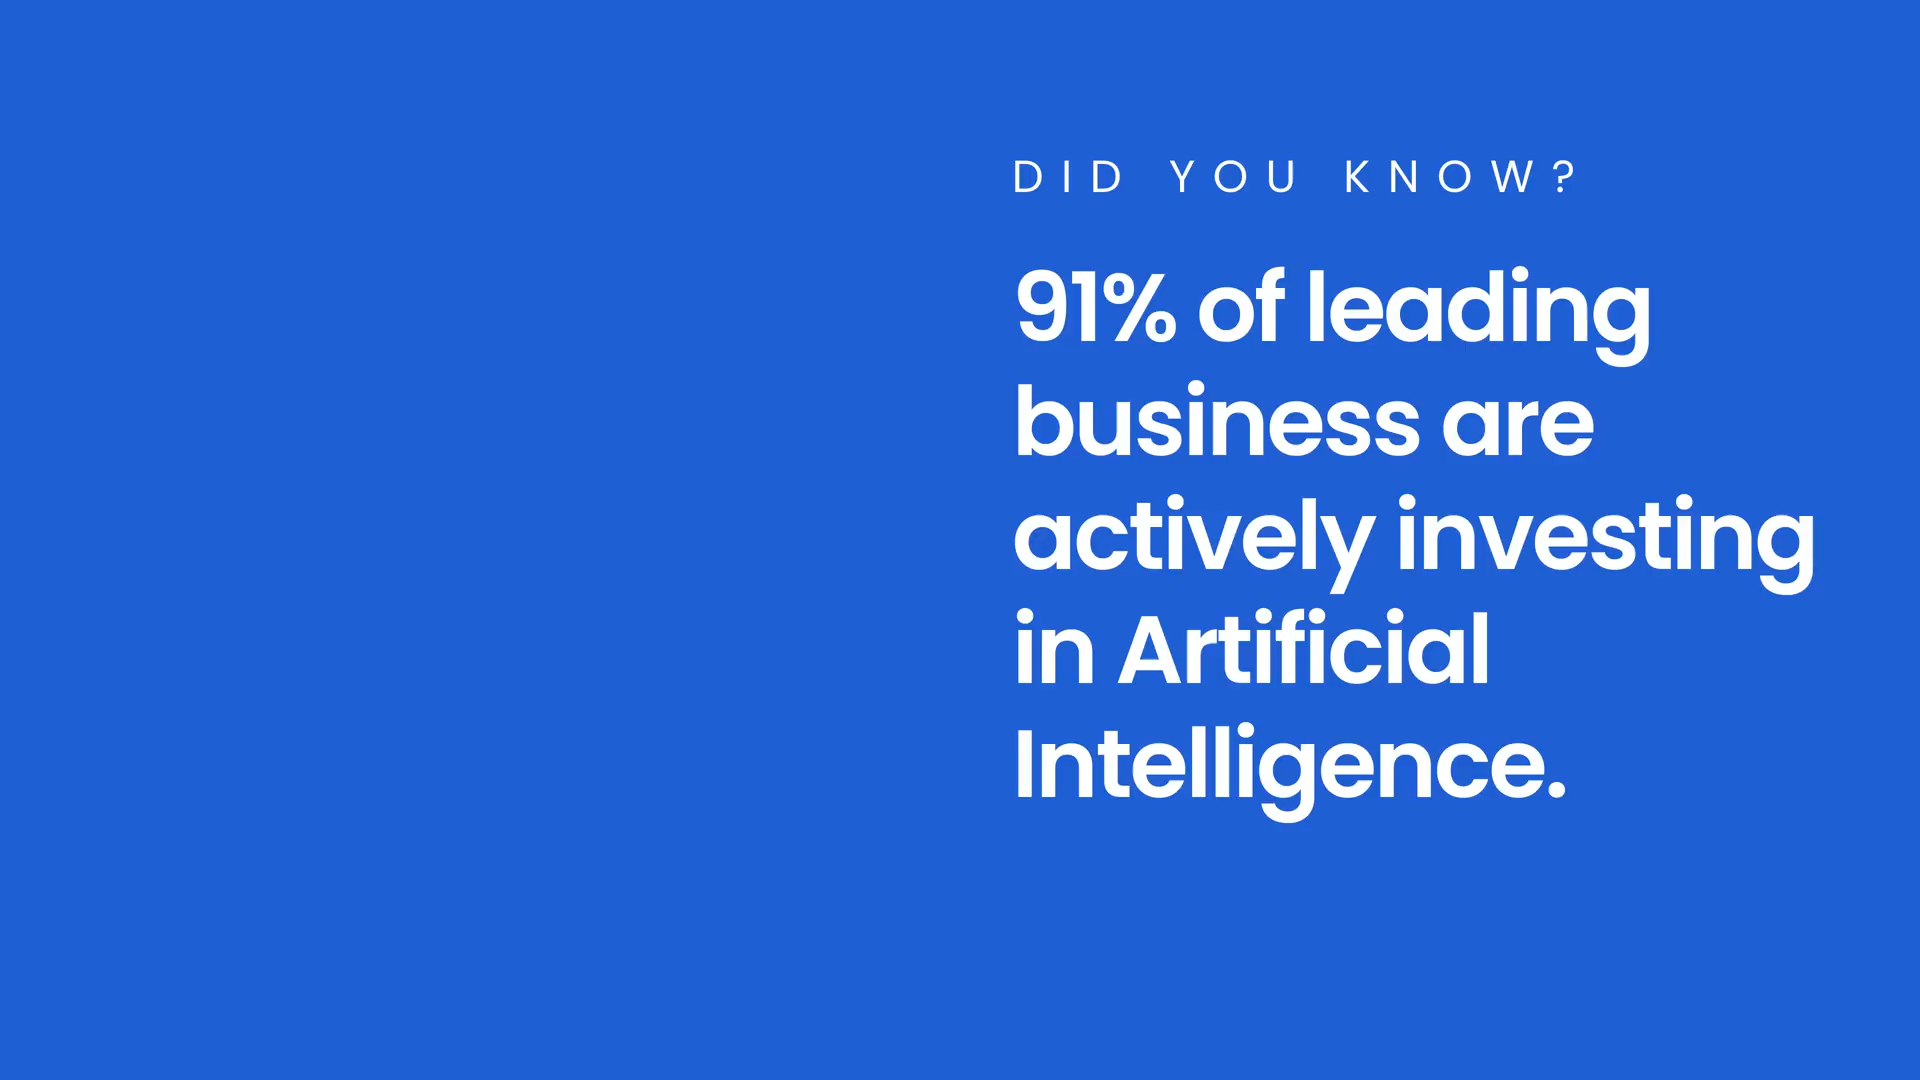 DID YOU KNOW?
91% of leading
business are
actively investing
in Artificial
Intelligence.